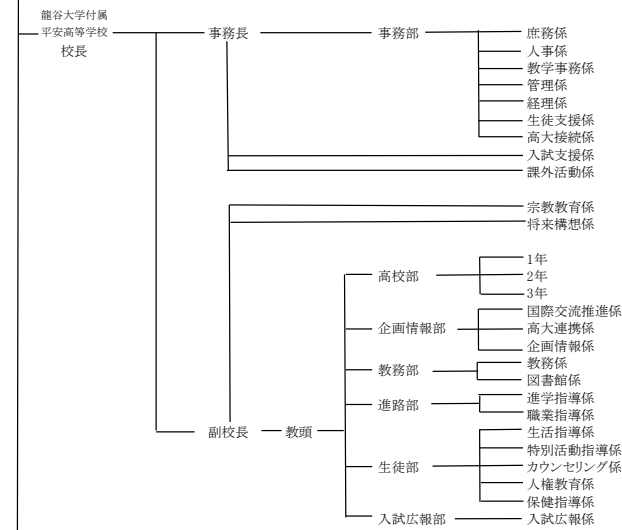 龍谷大学付属
平安高等学校
校長
事務長
事務部
庶務係
人事係
教学事務係
管理係
経理係
生徒支援係
高大接続係
入試支援係
課外活動係
宗教教育係
将来構想係
副校長
教頭
高校部
1年
2年
3年
企画情報部
国際交流推進係
高大連携係
企画情報係
教務部
教務係
図書館係
進路部
進学指導係
職業指導係
生徒部
生活指導係
特別活動指導係
カウンセリング係
人権教育係
保健指導係
入試広報部
入試広報係